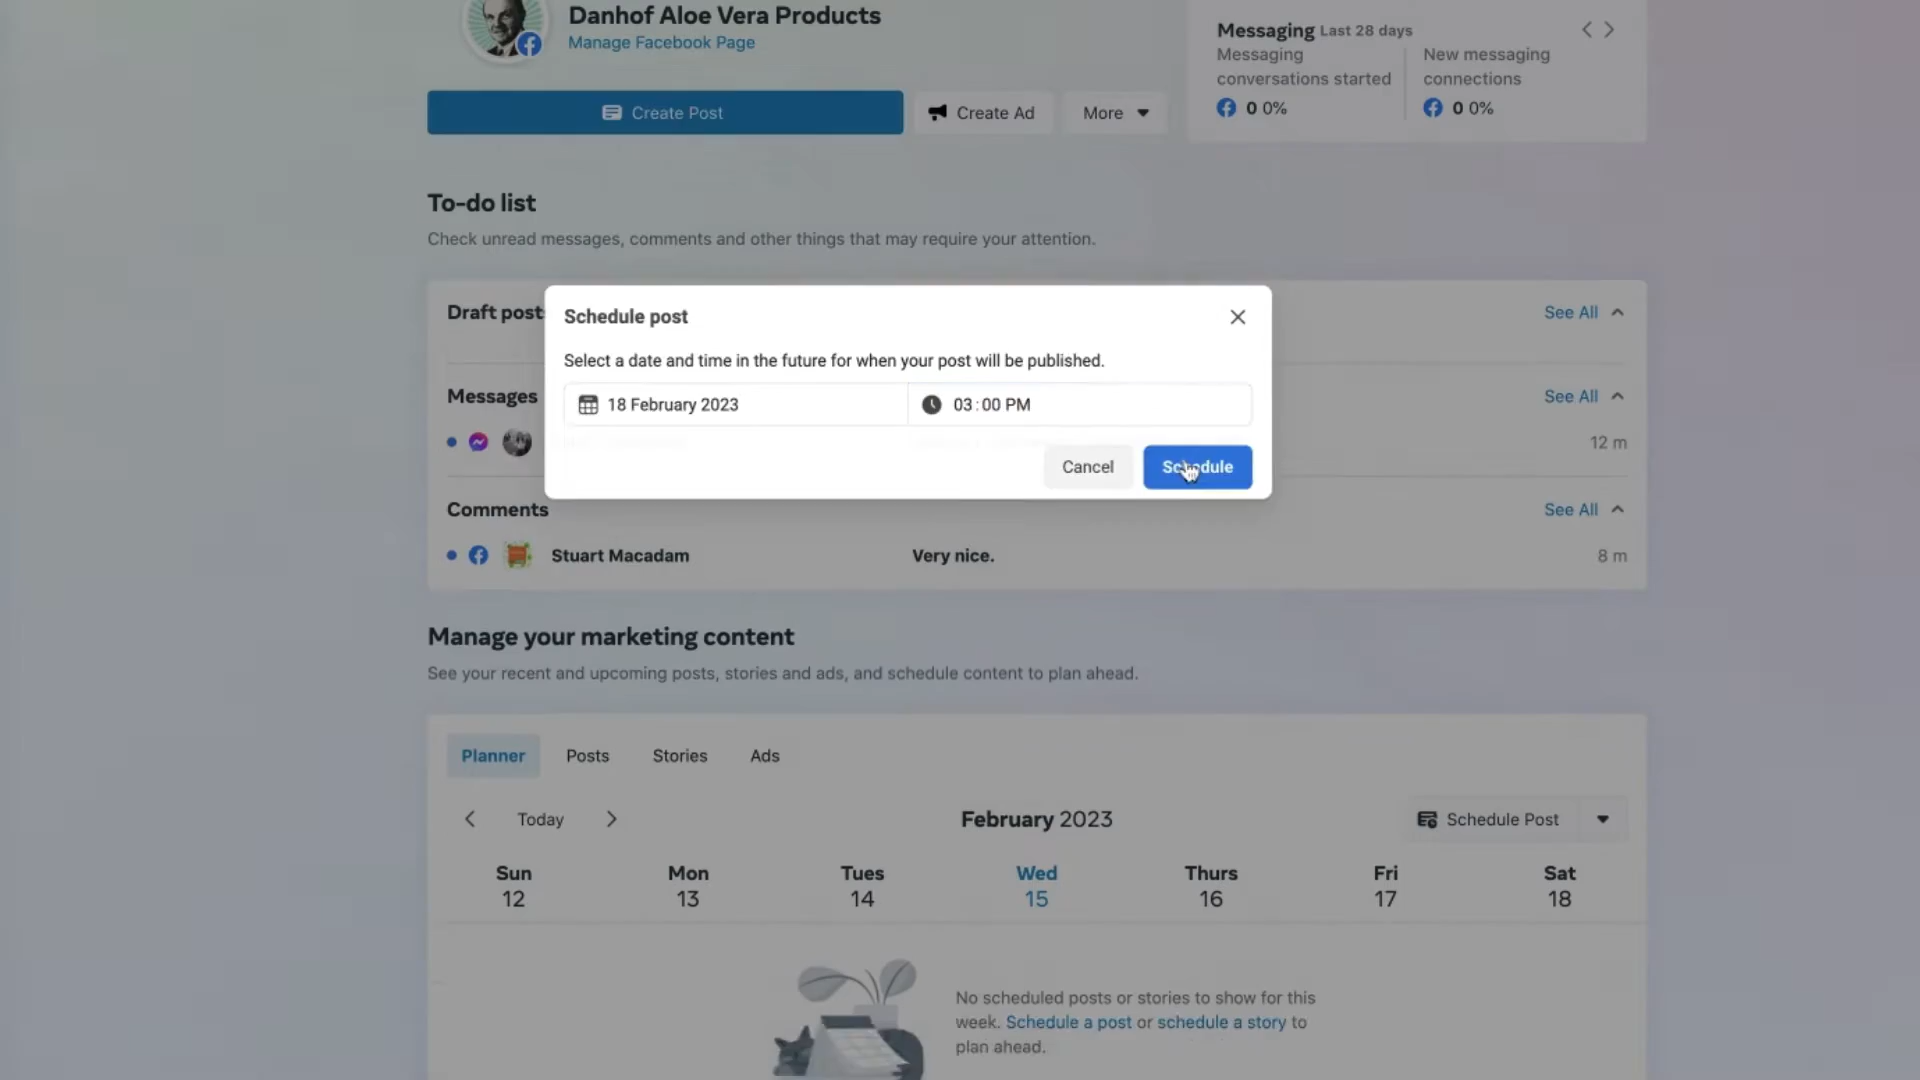 Danhof Aloe Vera Products
Manage Facebook Page
Messaging Last 28 days
Messaging conversations started
0 0%
New messaging connections
0 0%
Create Post
Create Ad
More
To-do list
Check unread messages, comments and other things that may require your attention.
Draft post
See All
Schedule post
Select a date and time in the future for when your post will be published.
18 February 2023
03:00 PM
Cancel
Schedule
Messages
See All
12 m
Comments
See All
Stuart Macadam
Very nice.
8 m
Manage your marketing content
See your recent and upcoming posts, stories and ads, and schedule content to plan ahead.
Planner
Posts
Stories
Ads
Today
February 2023
Schedule Post
Sun
12
Mon
13
Tues
14
Wed
15
Thurs
16
Fri
17
Sat
18
No scheduled posts or stories to show for this
week. Schedule a post or schedule a story to
plan ahead.